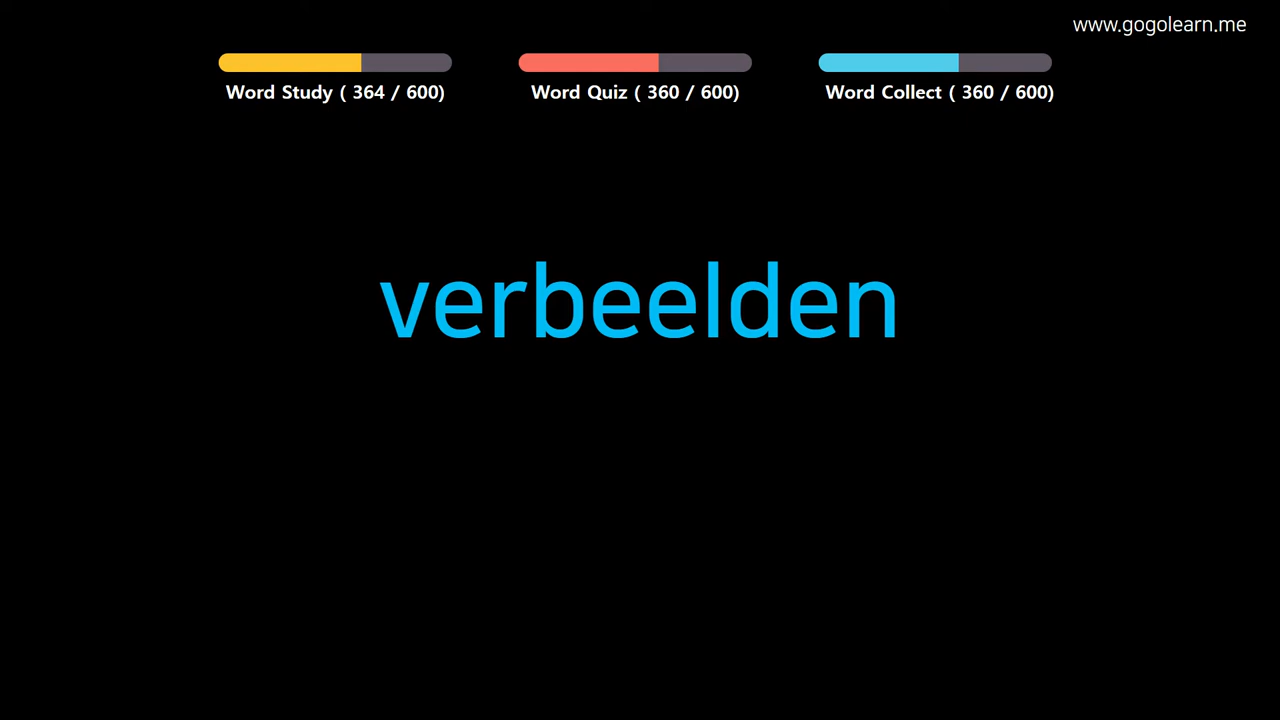 www.gogolearn.me
Word Study ( 364 / 600)
Word Quiz ( 360 / 600)
Word Collect ( 360 / 600)
verbeelden